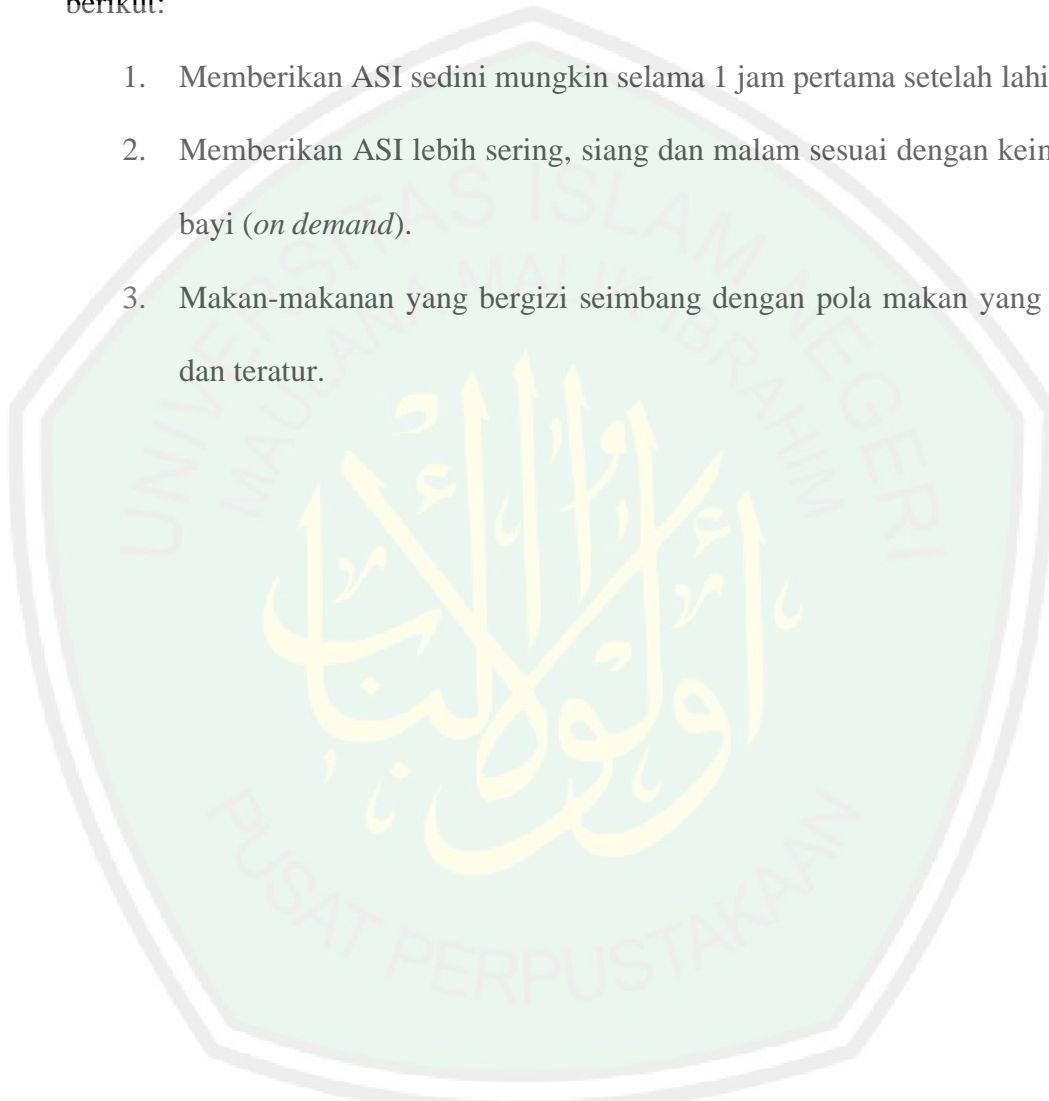 berikut:
1. Memberikan ASI sedini mungkin selama 1 jam pertama setelah
2. Memberikan ASI lebih sering, siang dan malam sesuai dengan
bayi (on demand).
3. Makan-makanan yang bergizi seimbang dengan pola makan yang
dan teratur.
UNIVERSITAS ISLAM NEGERI
MAULANA MALIK IBRAHIM
PUSAT PERPUSTAKAAN